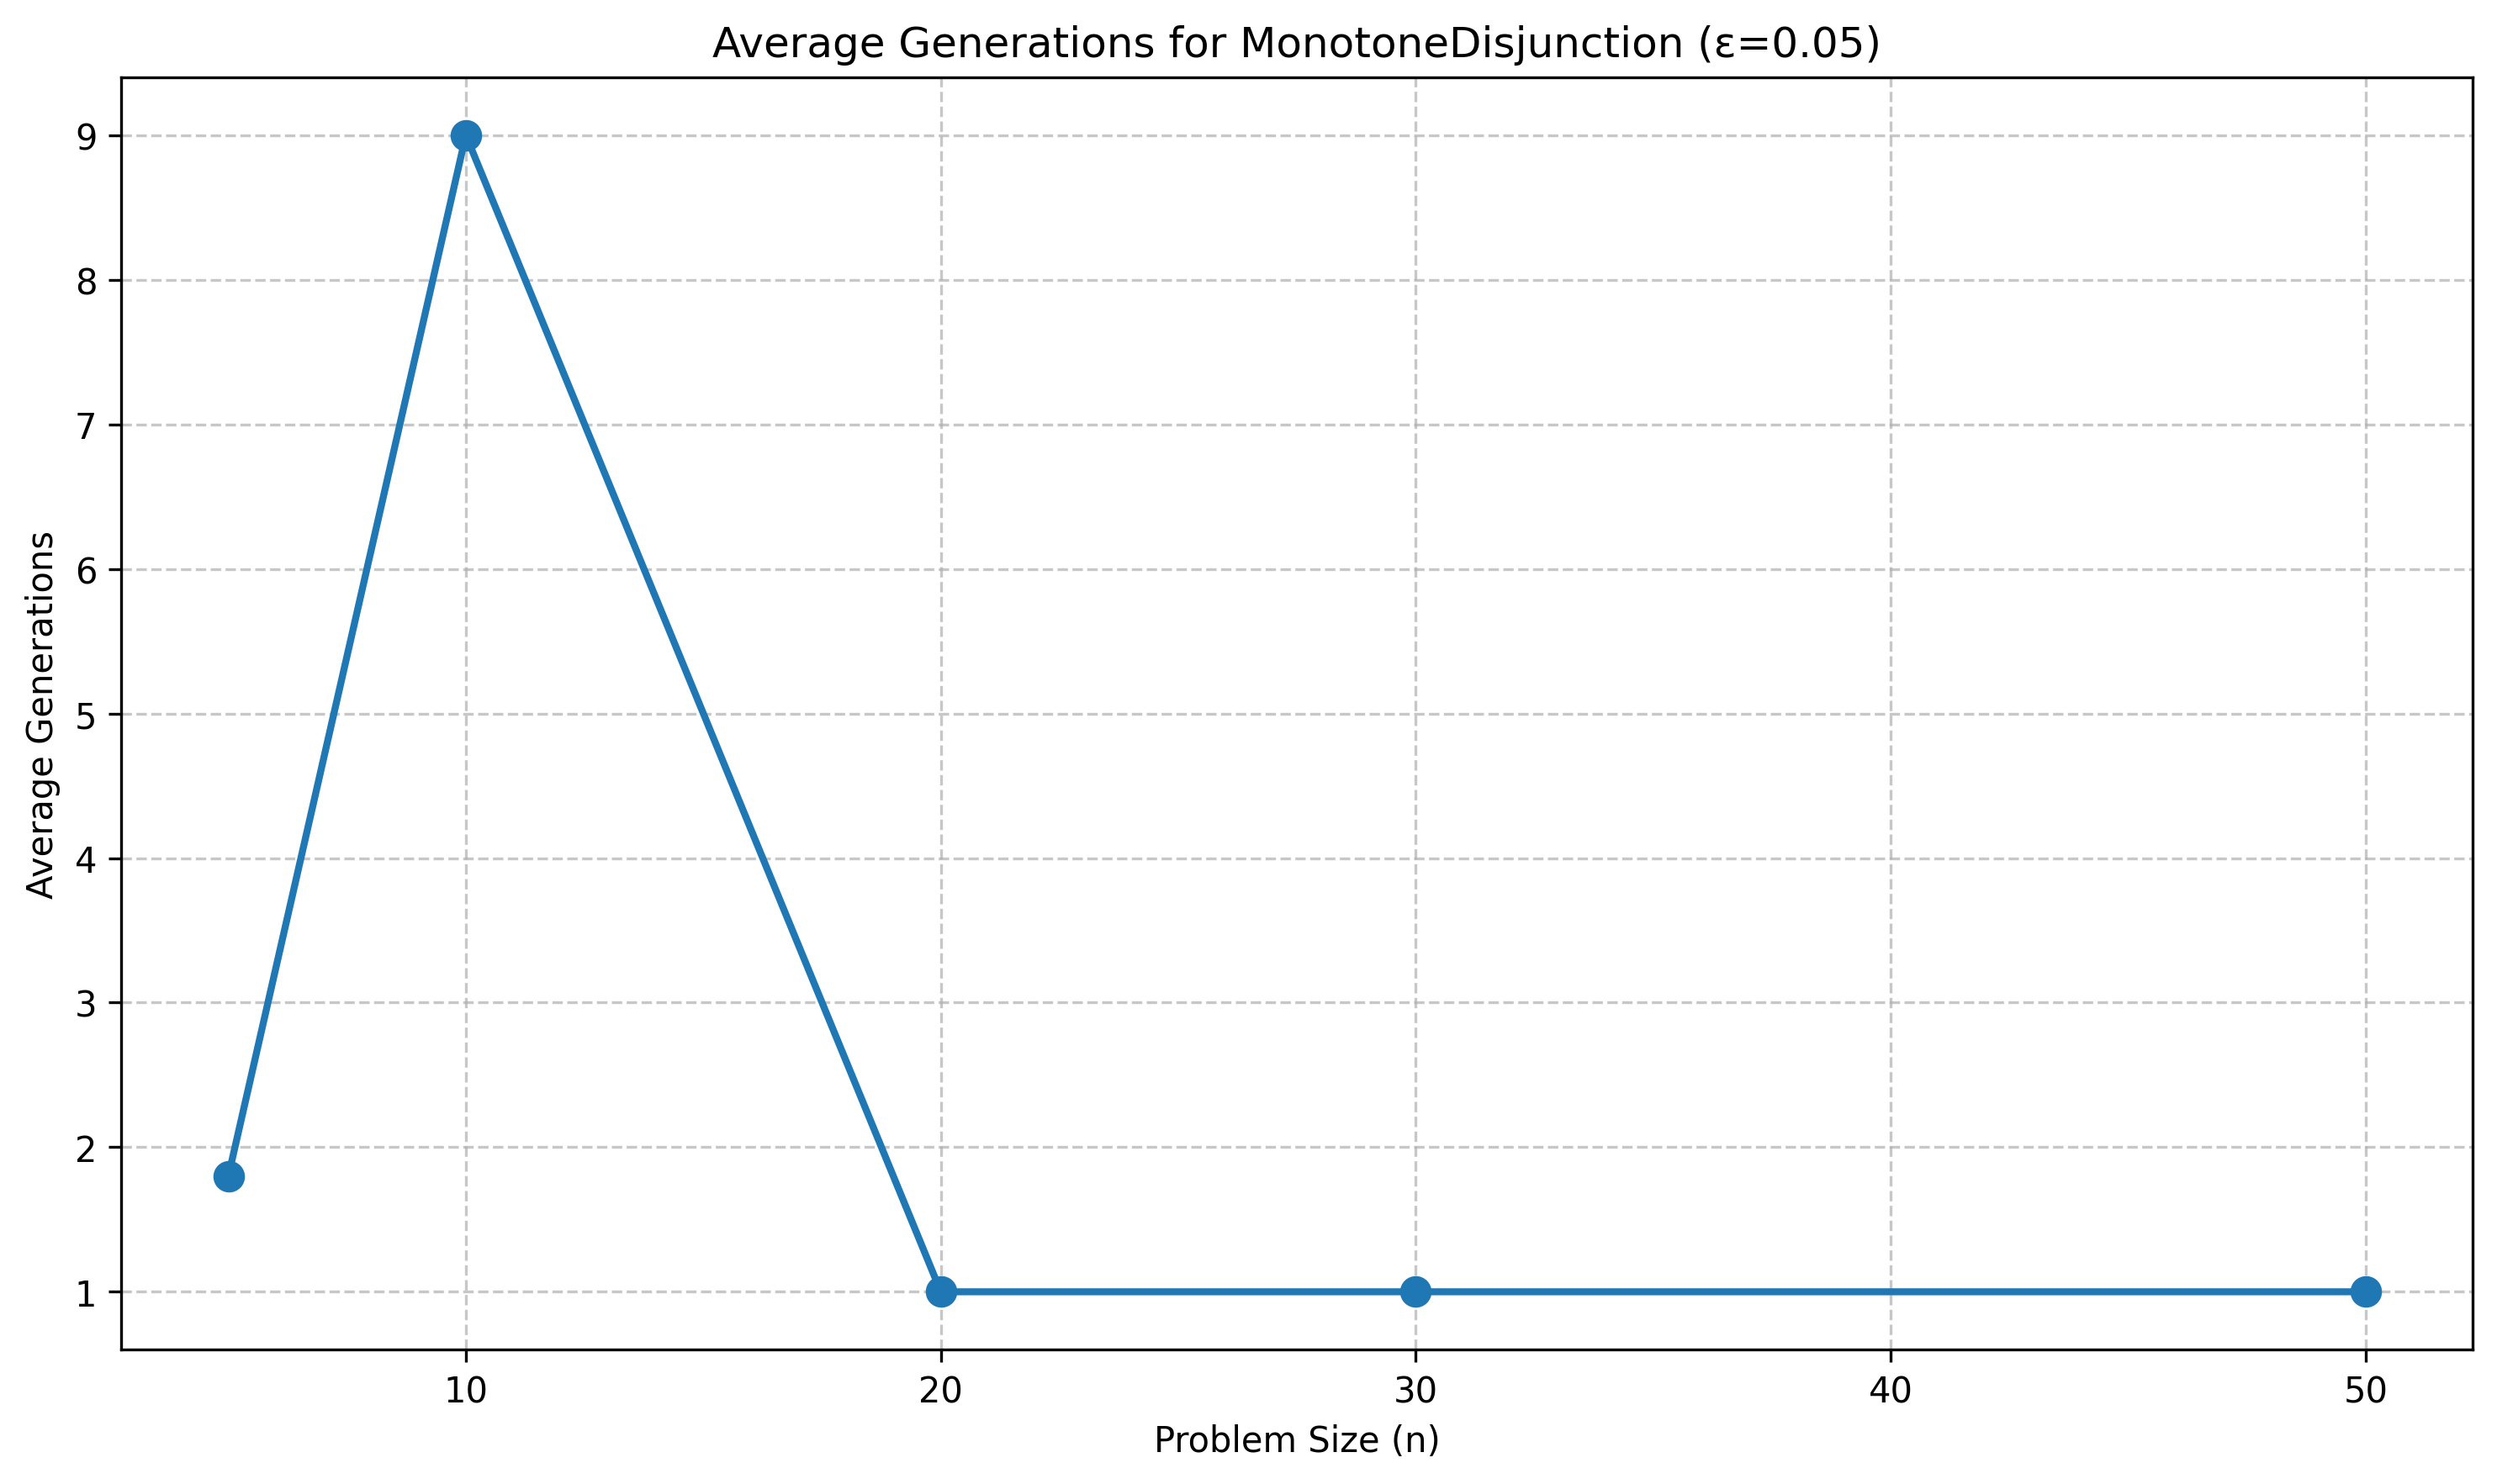 Average Generations for MonotoneDisjunction (ε=0.05)
Average Generations
9
8
7
6
5
4
3
2
1
10 20 30 40 50
Problem Size (n)